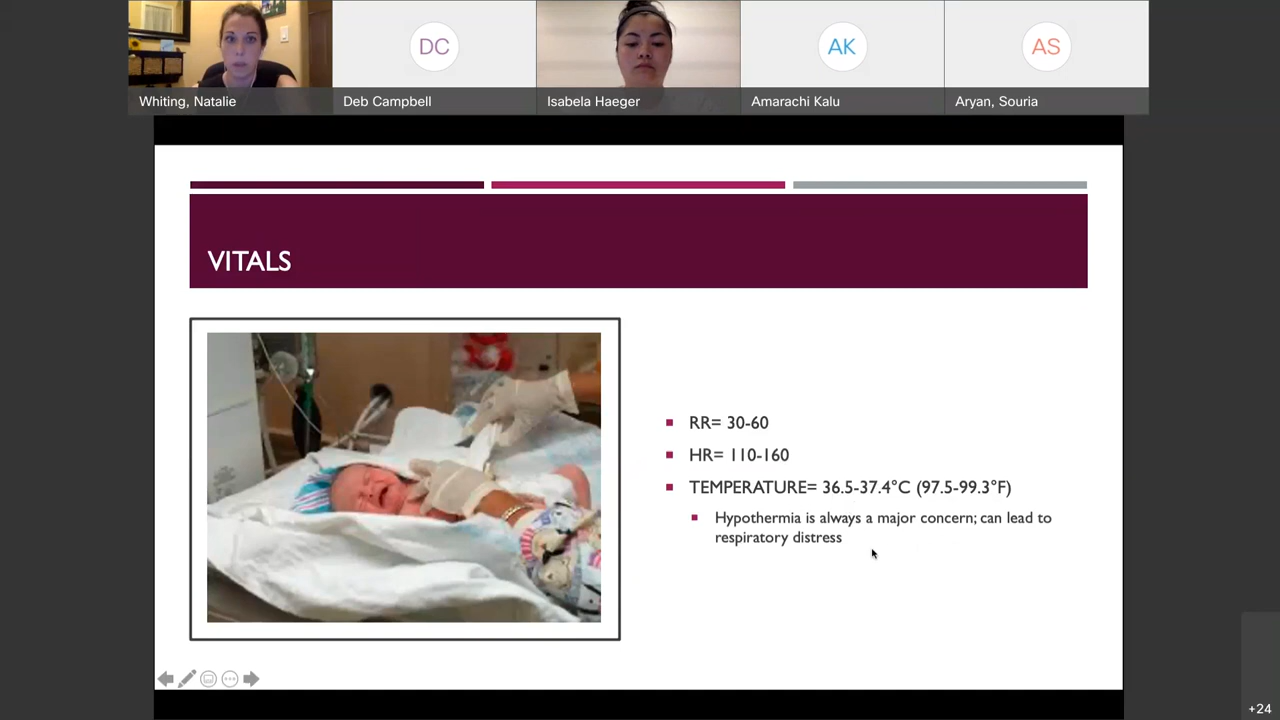 DC
AK
AS
Whiting, Natalie
Deb Campbell
Isabela Haeger
Amarachi Kalu
Aryan, Souria
VITALS
RR= 30-60
HR= 110-160
TEMPERATURE= 36.5-37.4°C (97.5-99.3°F)
Hypothermia is always a major concern; can lead to
respiratory distress
+24